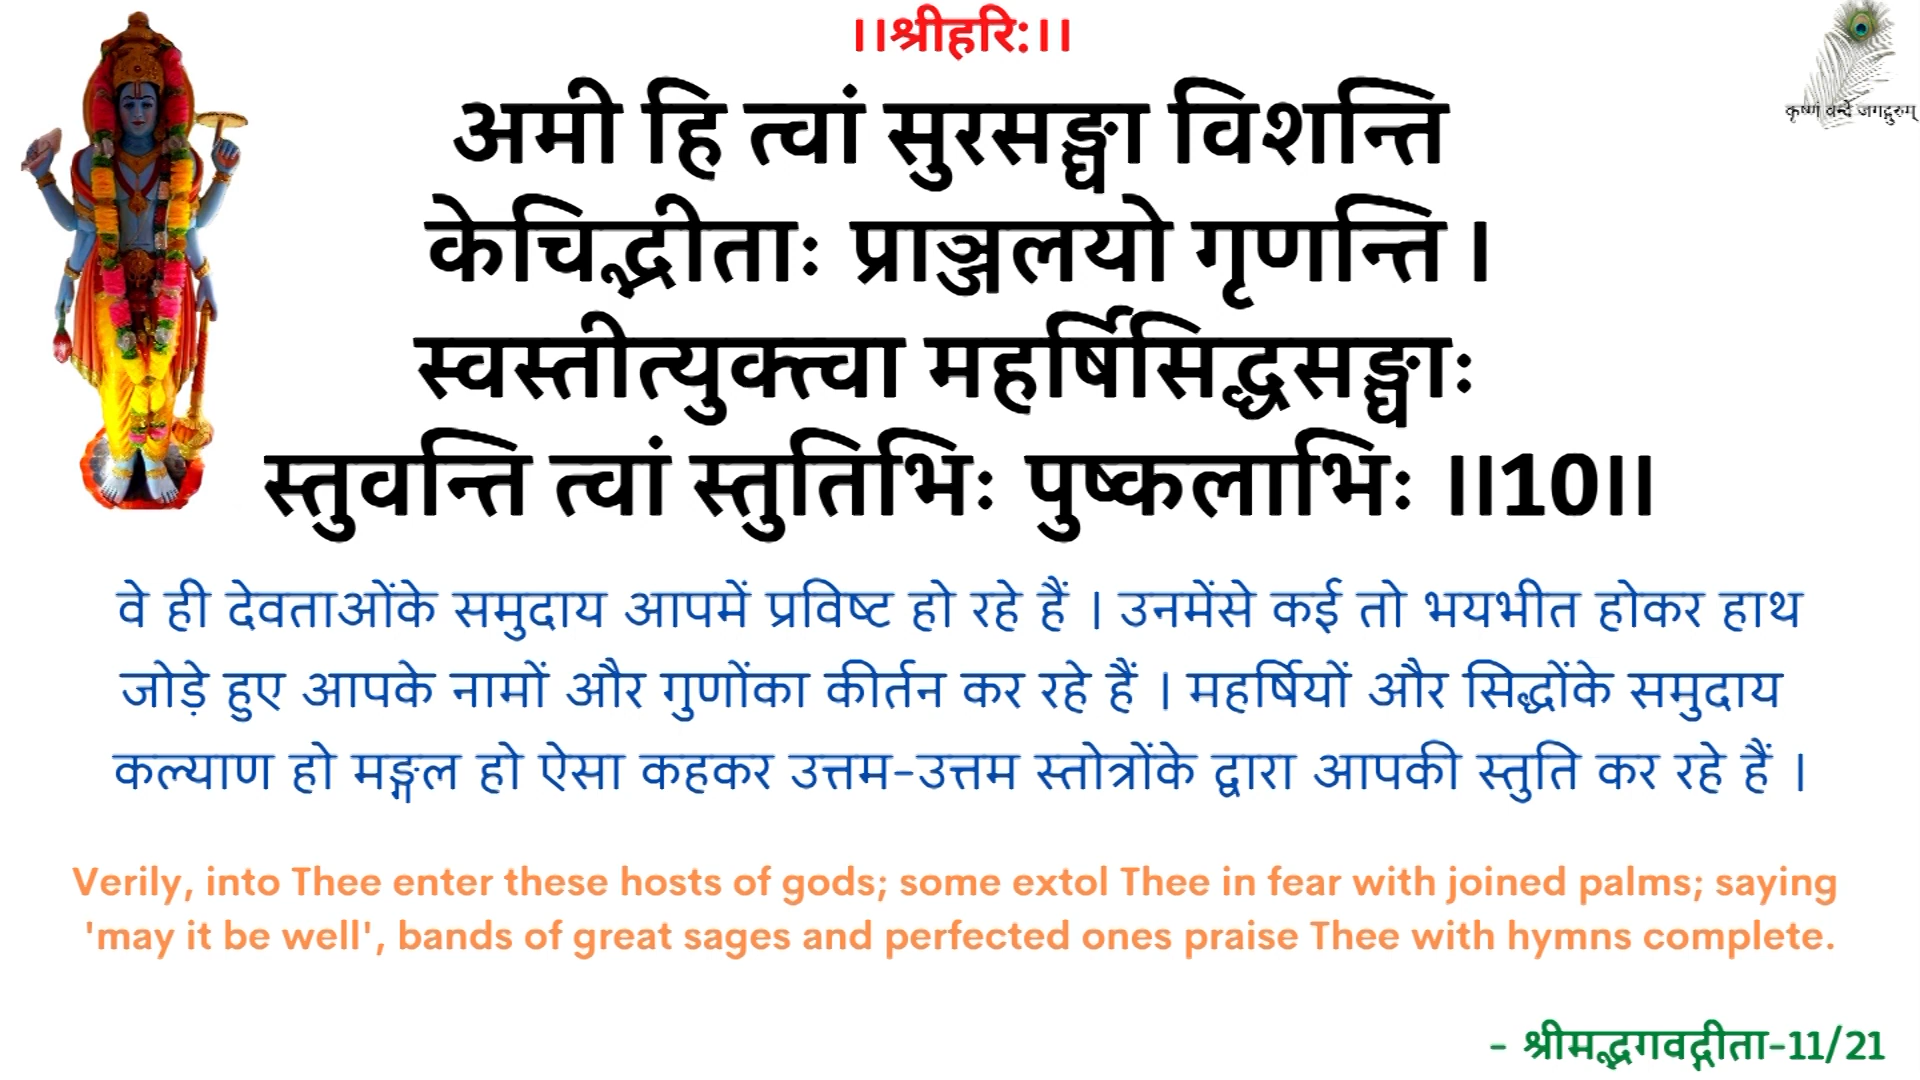 ।।श्रीहरि:।।
कृष्णं वन्दे जगद्गुरुम्
अमी हि त्वां सुरसङ्घा विशन्ति
केचिद्भीताः प्राञ्जलयो गृणन्ति ।
स्वस्तीत्युक्त्वा महर्षिसिद्धसङ्घाः
स्तुवन्ति त्वां स्तुतिभिः पुष्कलाभिः ॥10॥
वे ही देवताओंके समुदाय आपमें प्रविष्ट हो रहे हैं । उनमेंसे कई तो भयभीत होकर हाथ
जोड़े हुए आपके नामों और गुणोंका कीर्तन कर रहे हैं । महर्षियों और सिद्धोंके समुदाय
कल्याण हो मङ्गल हो ऐसा कहकर उत्तम-उत्तम स्तोत्रोंके द्वारा आपकी स्तुति कर रहे हैं ।
Verily, into Thee enter these hosts of gods; some extol Thee in fear with joined palms; saying
'may it be well', bands of great sages and perfected ones praise Thee with hymns complete.
- श्रीमद्भगवद्गीता-11/21